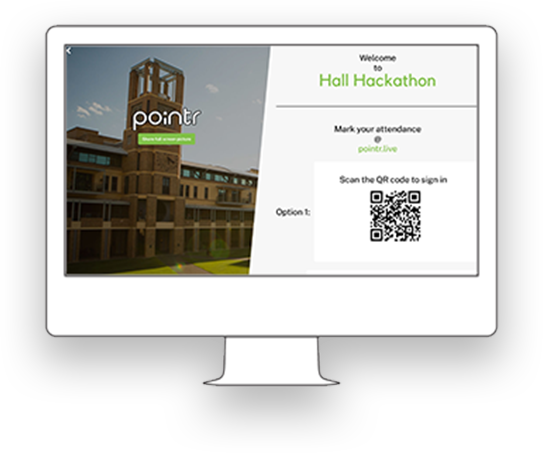 pointr
Welcome
to
Hall Hackathon
Mark your attendance
@
pointr.live
Scan the QR code to sign in
Option 1: